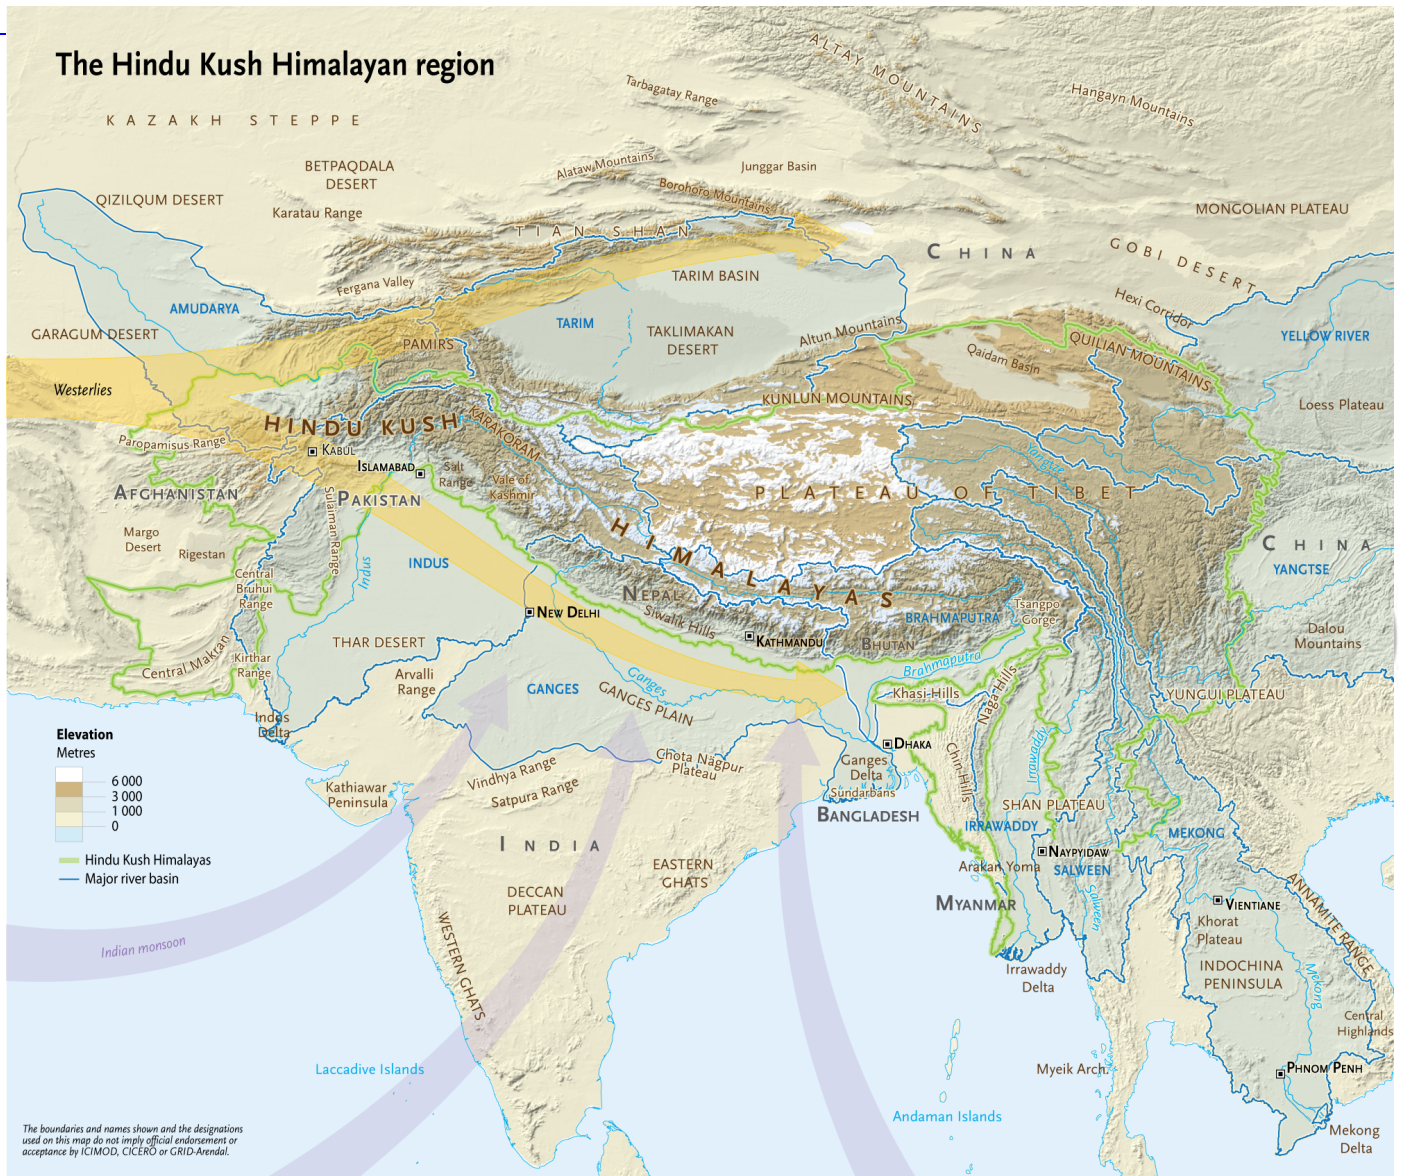 The Hindu Kush Himalayan region
ALTAY MOUNTAINS
Tarbagatay Range
Hangayn Mountains
KAZAKH STEPPE
BETPAQDALA
DESERT
Alataw Mountains
Junggar Basin
QIZILQUM DESERT
Karatau Range
Borohoro Mountains
MONGOLIAN PLATEAU
TIAN SHAN
CHINA
GOBI DESERT
Fergana Valley
TARIM BASIN
AMUDARYA
Hexi Corridor
GARAGUM DESERT
TARIM
TAKLIMAKAN
DESERT
Altun Mountains
YELLOW RIVER
PAMIRS
Qaidam Basin
QUILIAN MOUNTAINS
Westerlies
KUNLUN MOUNTAINS
Loess Plateau
HINDU KUSH
KARAKORAM
Paropamisus Range
KABUL
ISLAMABAD
Salt
Range
Vale of
Kashmir
Yangtze
AFGHANISTAN
PAKISTAN
PLATEAU OF TIBET
Sulaiman Range
Margo
Desert
Rigestan
HIMALAYAS
CHINA
Indus
INDUS
YANGTSE
Central
Bruhui
Range
NEPAL
Siwalik Hills
NEW DELHI
Tsangpo
Gorge
BRAHMAPUTRA
KATHMANDU
BHUTAN
THAR DESERT
Dalou
Mountains
Central Makran
Kirthar
Range
Arvalli
Range
Brahmaputra
Ganges
GANGES
GANGES PLAIN
Khasi Hills
Naga Hills
YUNGUI PLATEAU
Indus
Delta
DHAKA
Irrawaddy
Chin Hills
Elevation
Metres
6 000
3 000
1 000
0
Hindu Kush Himalayas
Major river basin
Vindhya Range
Chota Nagpur
Plateau
Ganges
Delta
Sundarbans
Kathiawar
Peninsula
Satpura Range
BANGLADESH
SHAN PLATEAU
IRRAWADDY
MEKONG
INDIA
NAYPYIDAW
Arakan Yoma
SALWEEN
EASTERN
GHATS
DECCAN
PLATEAU
Salween
MYANMAR
VIENTIANE
ANNAMITE RANGE
WESTERN GHATS
Khorat
Plateau
Indian monsoon
Irrawaddy
Delta
INDOCHINA
PENINSULA
Mekong
Central
Highlands
Laccadive Islands
Myeik Arch.
PHNOM PENH
Andaman Islands
Mekong
Delta
The boundaries and names shown and the designations
used on this map do not imply official endorsement or
acceptance by ICIMOD, CICERO or GRID-Arendal.